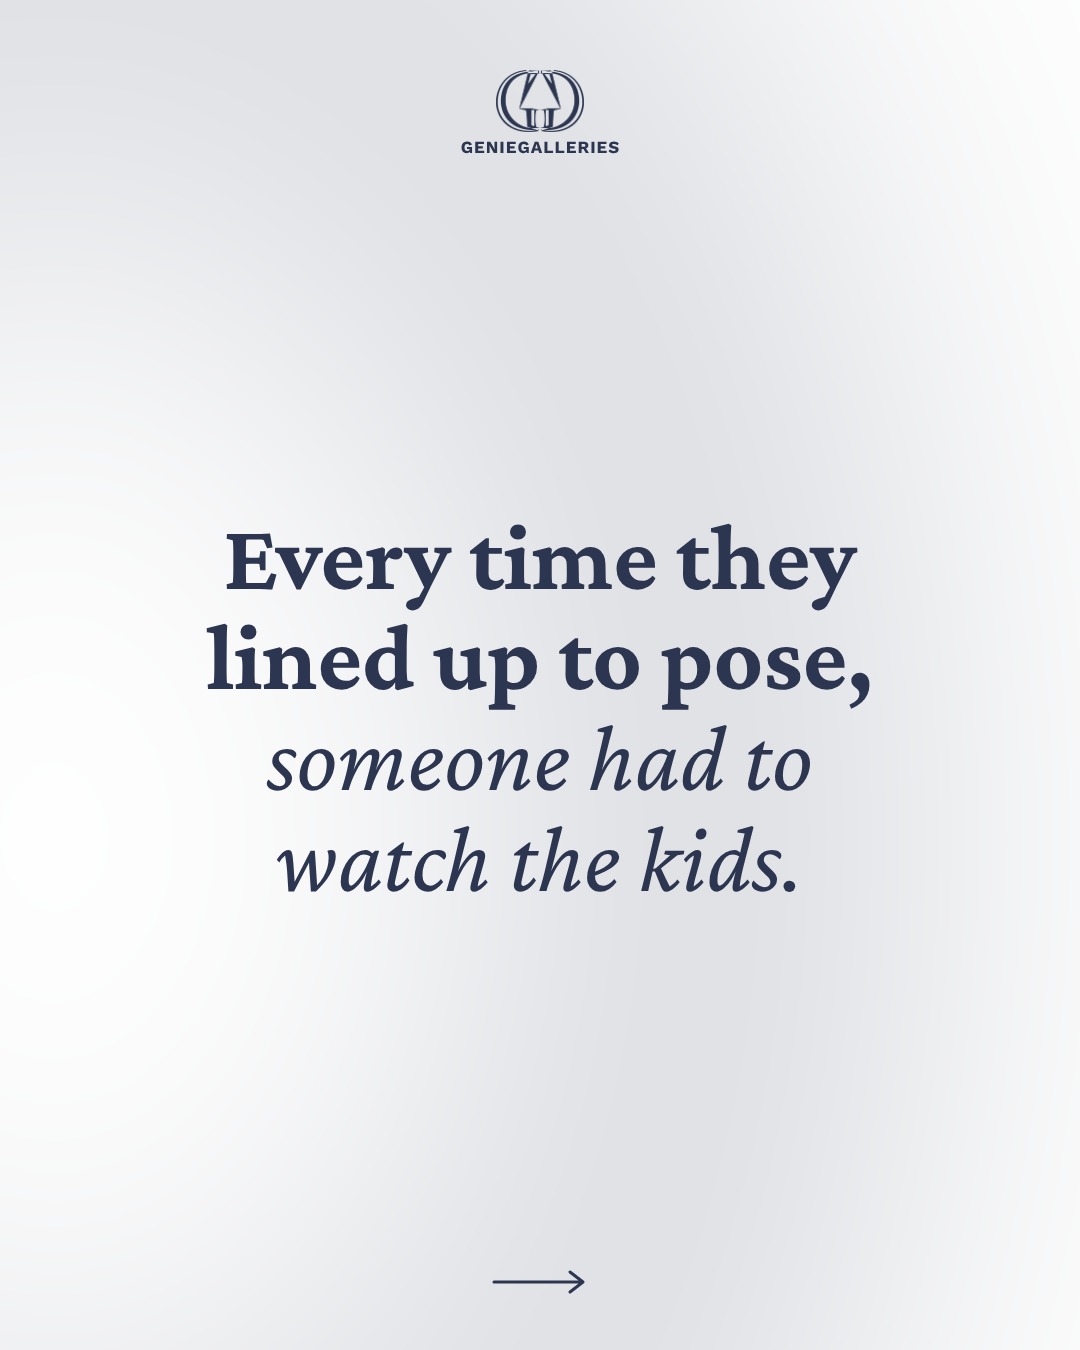 GENIEGALLERIES
Every time they
lined up to pose,
someone had to
watch the kids.